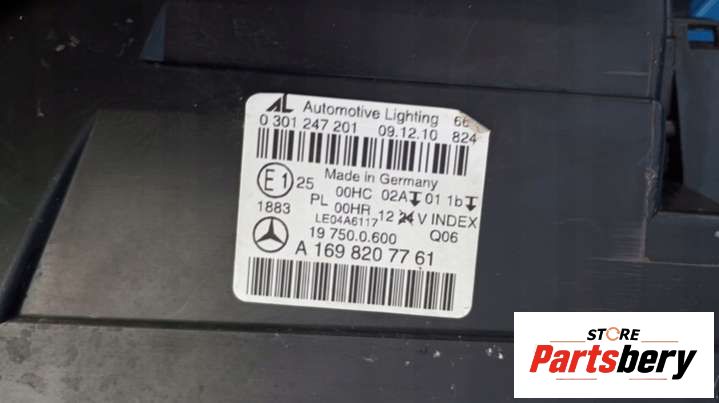 AL Automotive Lighting 66
0 301 247 201 09.12.10 824
Made in Germany
E1 25 00HC 02A 01 1b
PL 00HR 12 24 V INDEX
1883 LE04A6117 Q06
19 750.0.600
A 169 820 77 61
STORE
Partsbery